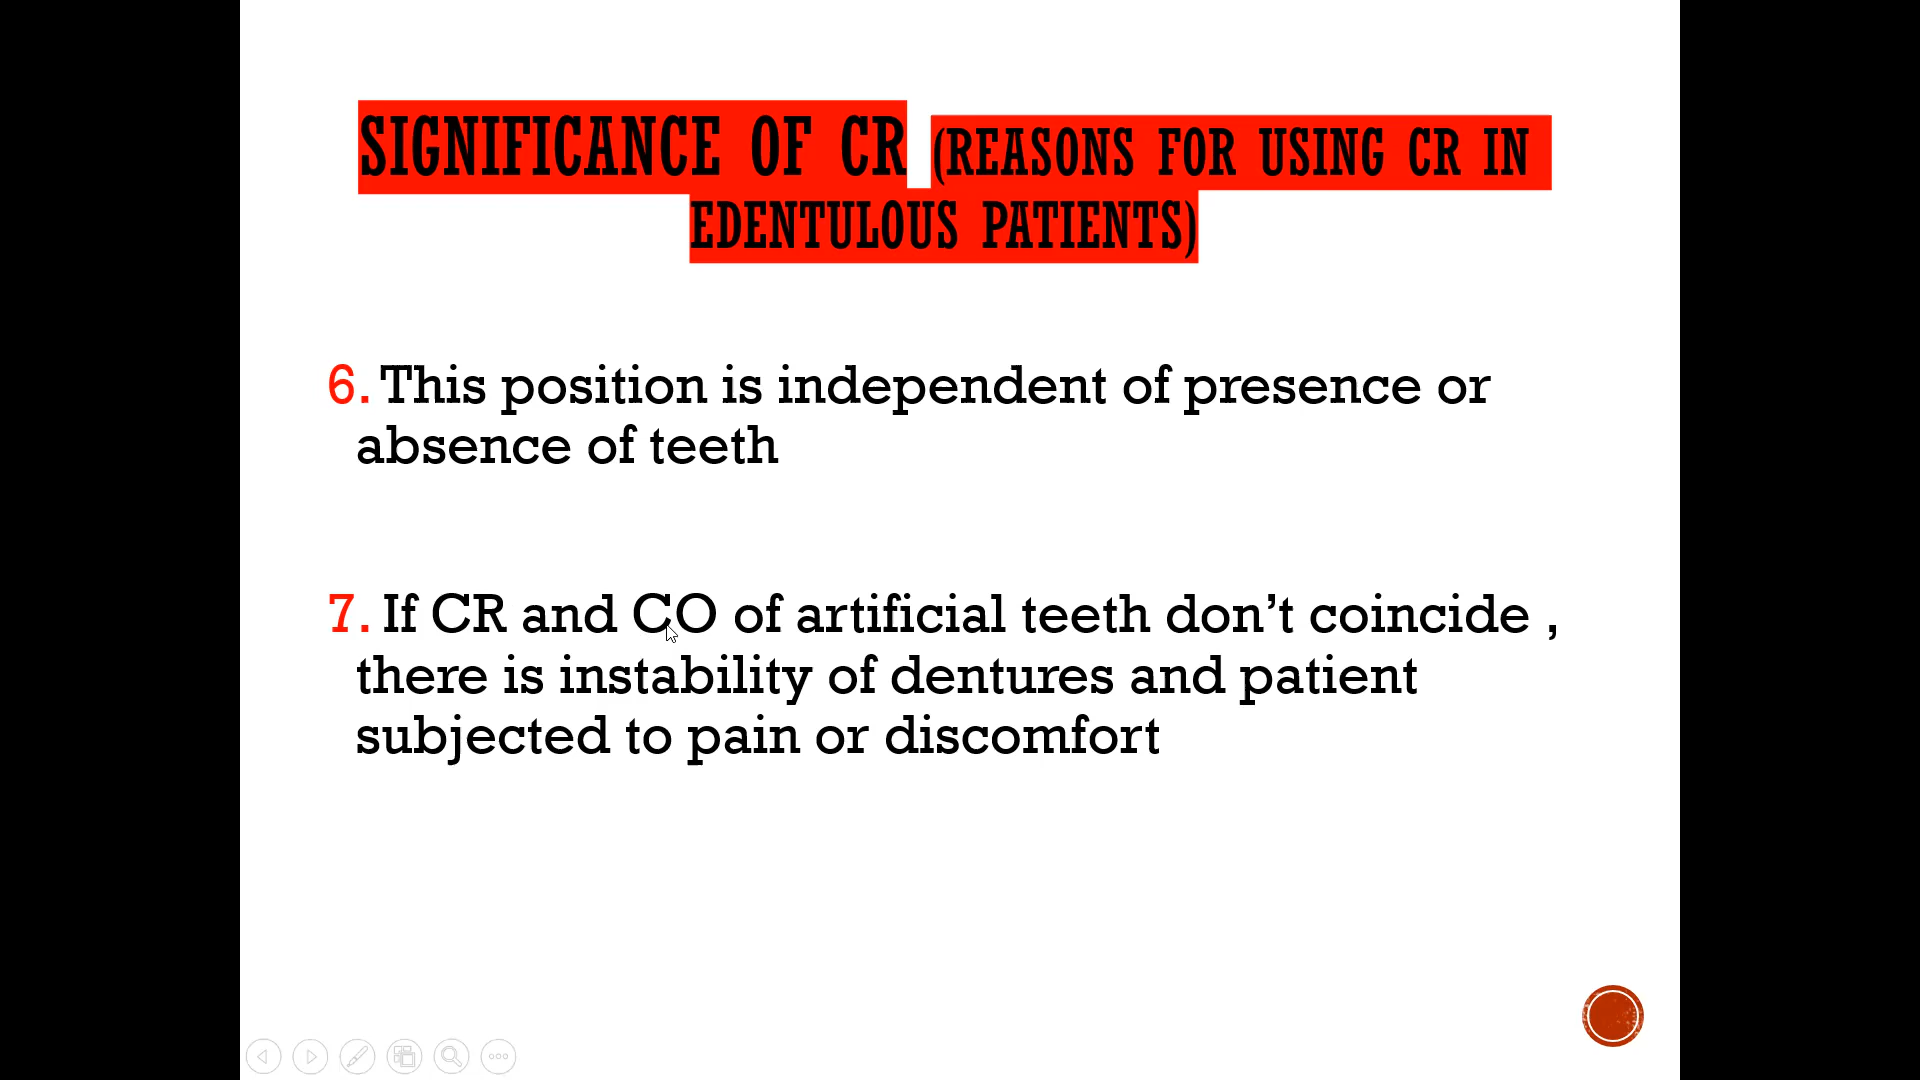 SIGNIFICANCE OF CR (REASONS FOR USING CR IN
EDENTULOUS PATIENTS)
6. This position is independent of presence or
absence of teeth
7. If CR and CO of artificial teeth don’t coincide ,
there is instability of dentures and patient
subjected to pain or discomfort